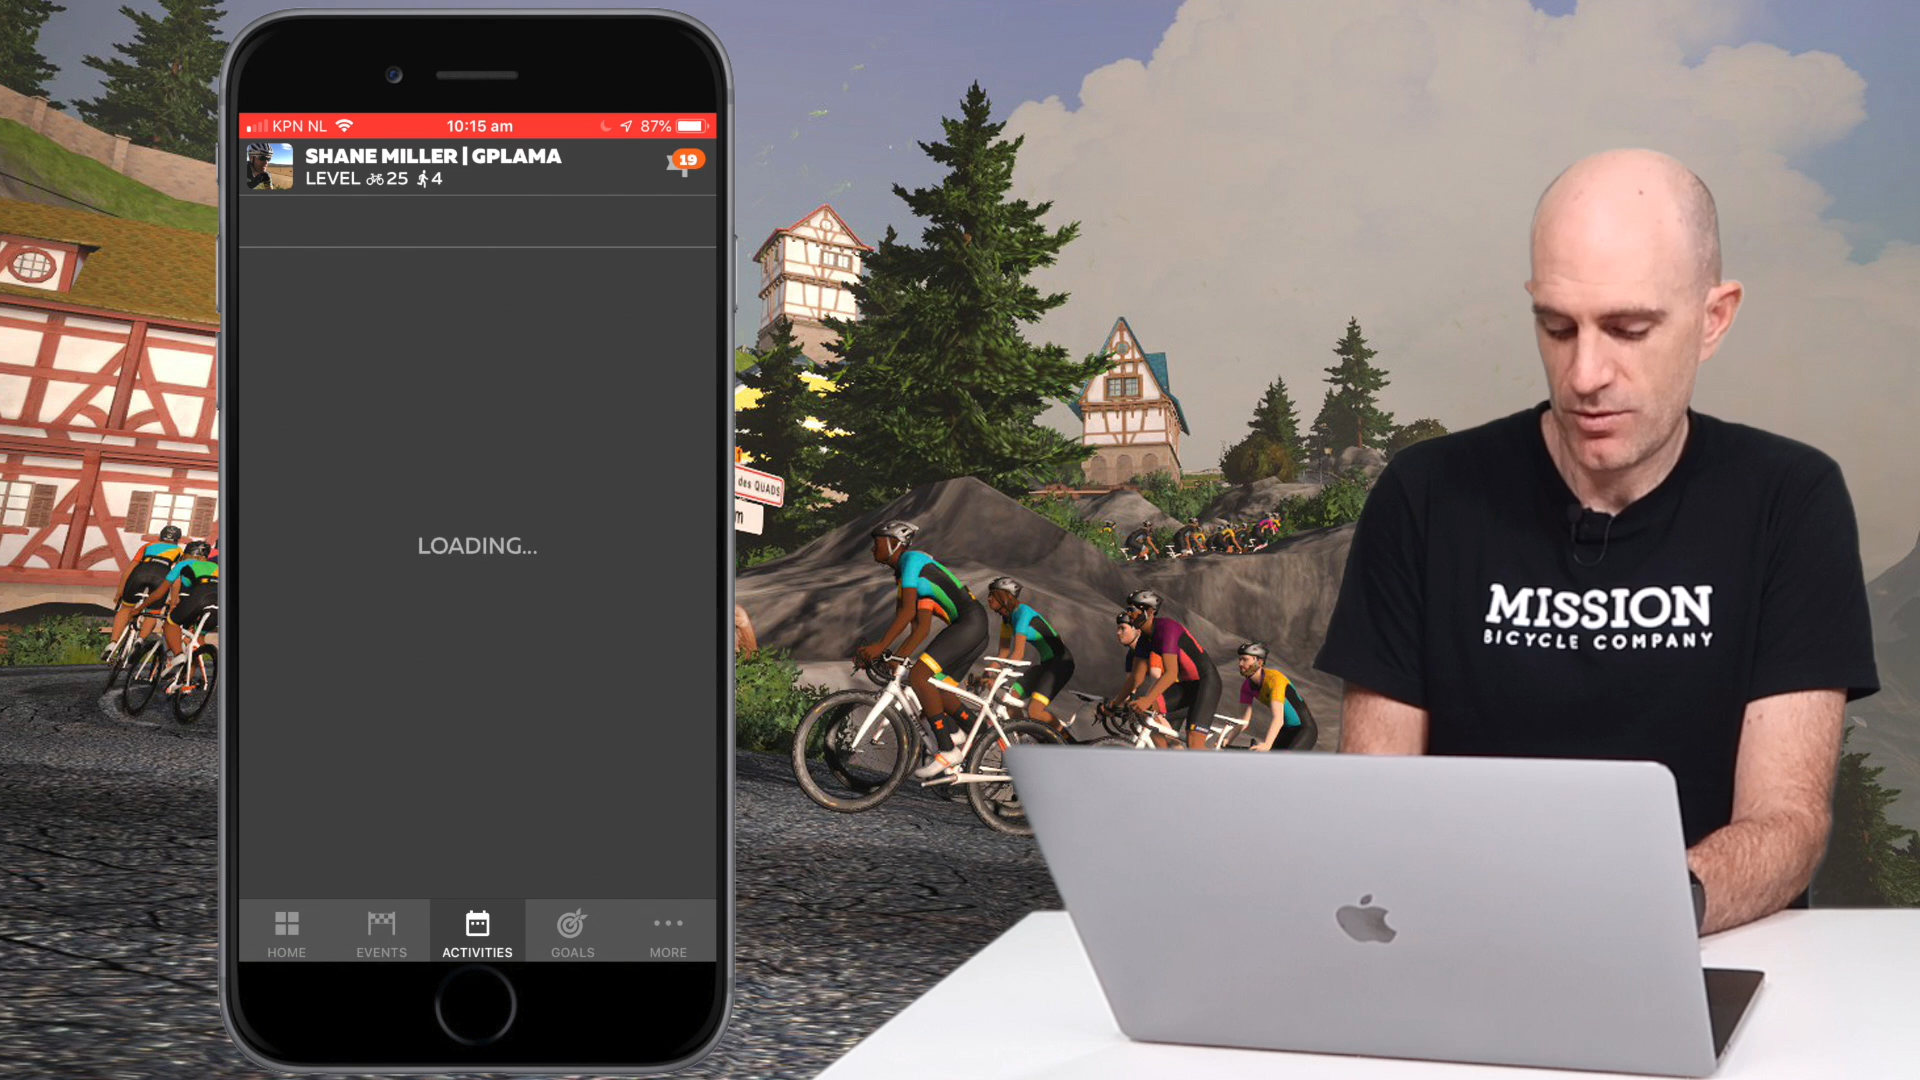 KPN NL 10:15 am 87%
SHANE MILLER | GPLAMA 19
LEVEL 25 4
LOADING...
HOME EVENTS ACTIVITIES GOALS MORE
des QUADS
m
MISSION
BICYCLE COMPANY